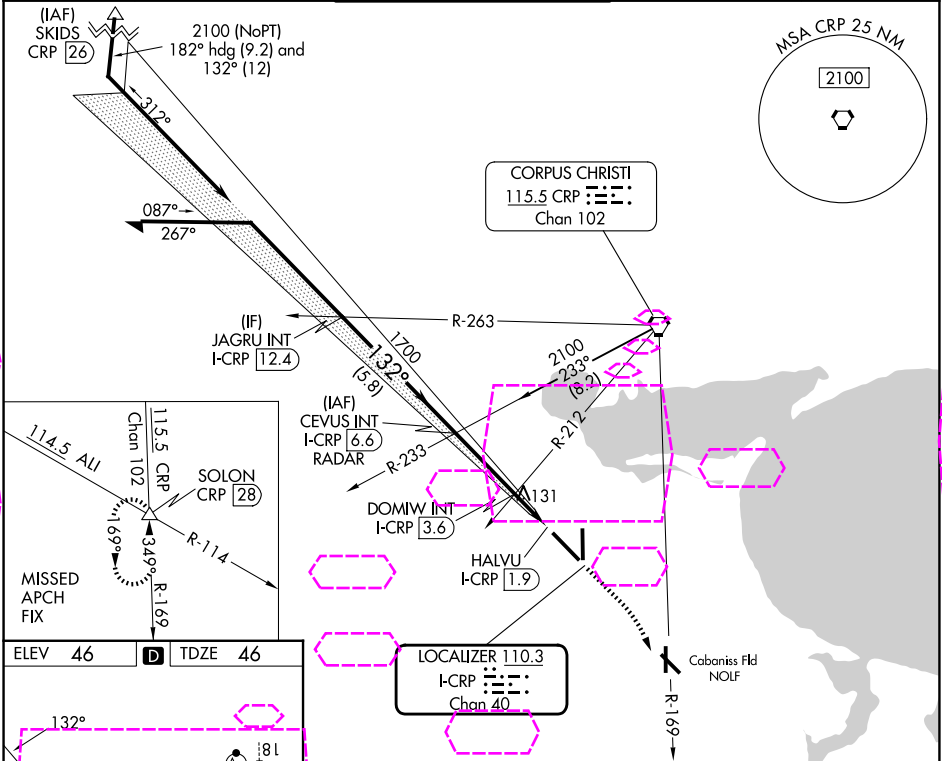 (IAF)
SKIDS
CRP 26
2100 (NoPT)
182° hdg (9.2) and
132° (12)
312°
MSA CRP 25 NM
2100
CORPUS CHRISTI
115.5 CRP
Chan 102
087°
267°
R-263
(IF)
JAGRU INT
I-CRP 12.4
1700
132°
(5.8)
2100
233°
(8.2)
(IAF)
CEVUS INT
I-CRP 6.6
RADAR
R-233
R-212
131
DOMIW INT
I-CRP 3.6
HALVU
I-CRP 1.9
114.5 ALI
115.5 CRP
Chan 102
SOLON
CRP 28
R-114
169°
349°
R-169
MISSED
APCH
FIX
LOCALIZER 110.3
I-CRP
Chan 40
Cabaniss Fld
NOLF
R-169
ELEV 46
D
TDZE 46
132°
18